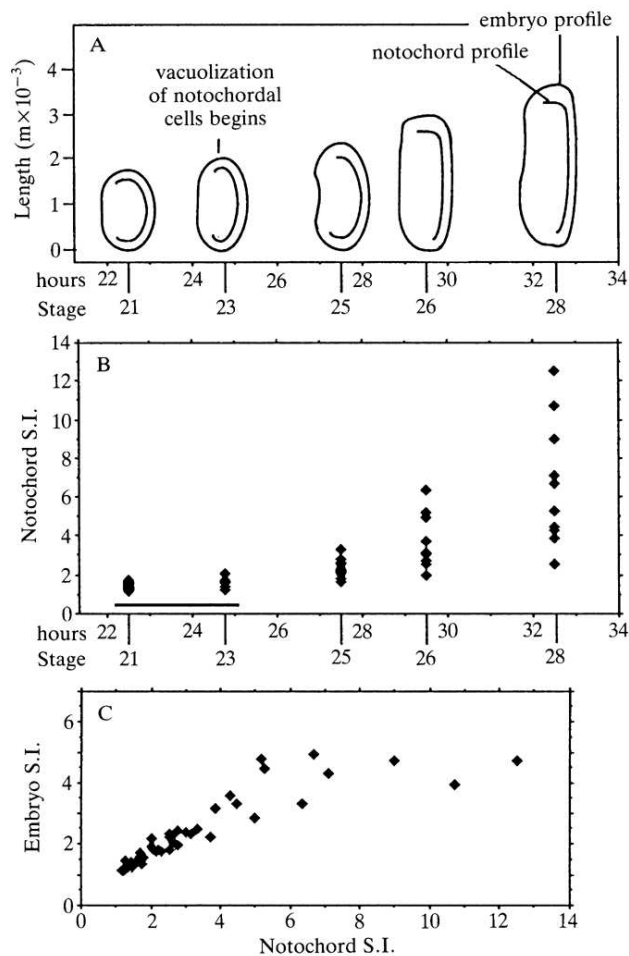 embryo profile
A
notochord profile
vacuolization
of notochordal
cells begins
Length (m×10⁻³)
4
3
2
1
0
hours 22 24 26 28 30 32 34
Stage 21 23 25 26 28
B
Notochord S.I.
14
12
10
8
6
4
2
0
hours 22 24 26 28 30 32 34
Stage 21 23 25 26 28
C
Embryo S.I.
6
4
2
0
0 2 4 6 8 10 12 14
Notochord S.I.